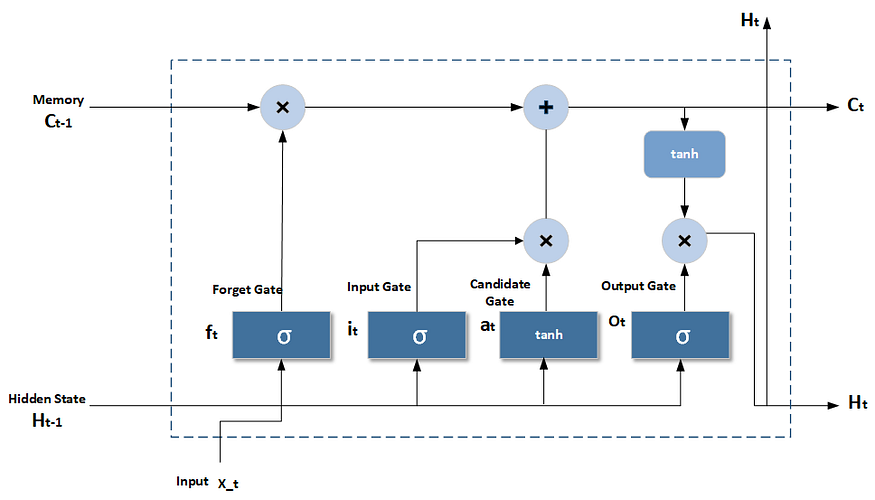 Ht
Memory
Ct-1
×
+
Ct
tanh
×
×
Forget Gate
Input Gate
Candidate
Gate
Output Gate
ft
σ
it
σ
at
tanh
Ot
σ
Hidden State
Ht-1
Ht
Input X_t